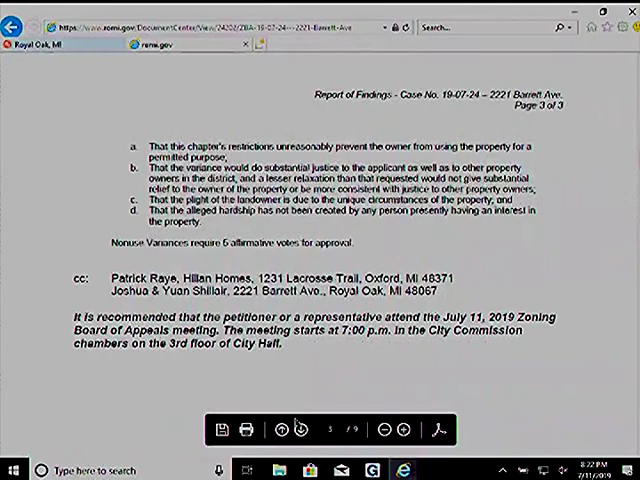 https://www.romi.gov/DocumentCenter/View/24202/ZBA-19-07-24---2221-Barrett-Ave
Search...
Royal Oak, MI
romi.gov
Report of Findings - Case No. 19-07-24 – 2221 Barrett Ave.
Page 3 of 3
a. That this chapter's restrictions unreasonably prevent the owner from using the property for a
permitted purpose;
b. That the variance would do substantial justice to the applicant as well as to other property
owners in the district, and a lesser relaxation than that requested would not give substantial
relief to the owner of the property or be more consistent with justice to other property owners;
c. That the plight of the landowner is due to the unique circumstances of the property; and
d. That the alleged hardship has not been created by any person presently having an interest in
the property.
Nonuse Variances require 5 affirmative votes for approval.
cc: Patrick Raye, Hillan Homes, 1231 Lacrosse Trail, Oxford, MI 48371
Joshua & Yuan Shillair, 2221 Barrett Ave., Royal Oak, MI 48067
It is recommended that the petitioner or a representative attend the July 11, 2019 Zoning
Board of Appeals meeting. The meeting starts at 7:00 p.m. in the City Commission
chambers on the 3rd floor of City Hall.
3 / 9
Type here to search
8:22 PM
7/11/2019